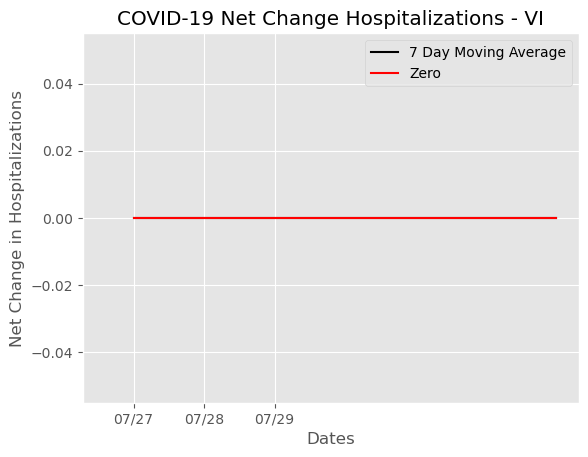 COVID-19 Net Change Hospitalizations - VI
7 Day Moving Average
Zero
Net Change in Hospitalizations
0.04
0.02
0.00
−0.02
−0.04
07/27 07/28 07/29
Dates